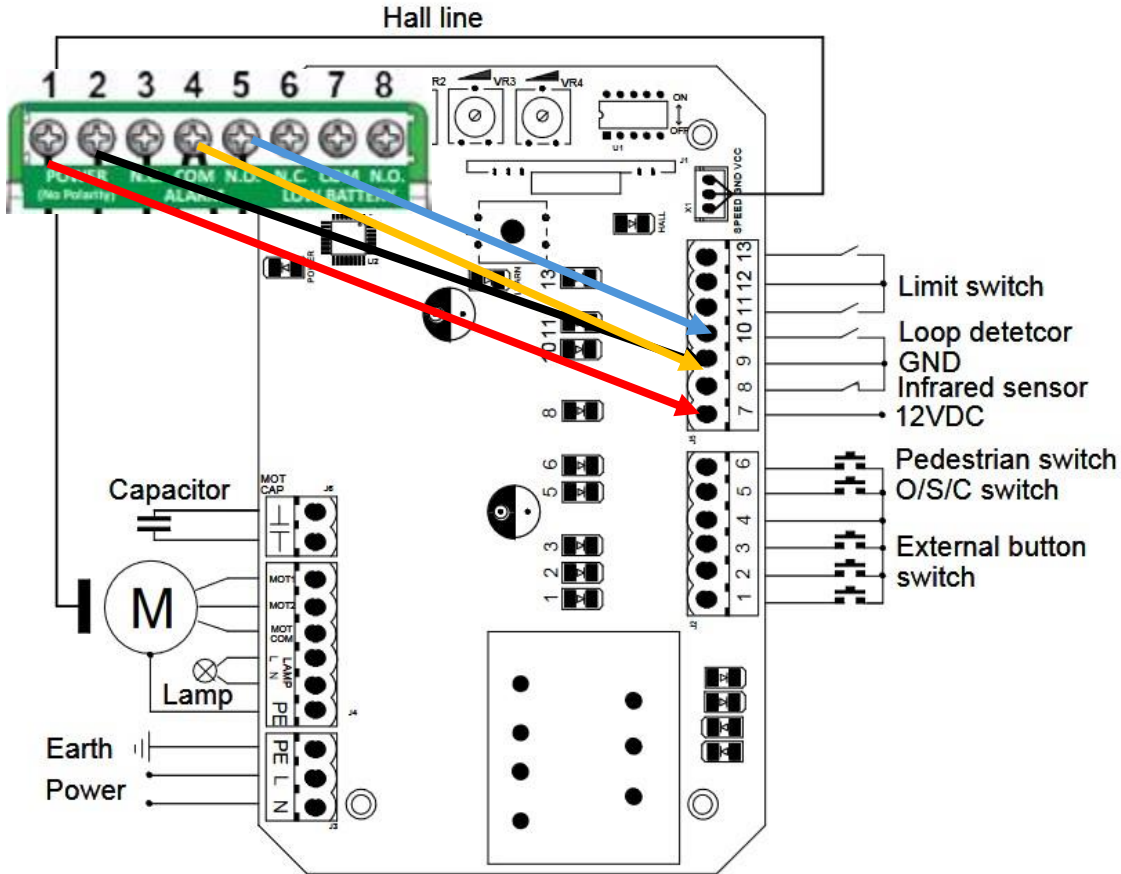 Hall line
1 2 3 4 5 6 7 8
POWER N.C. COM N.O. N.C. COM N.O.
(No Polarity) ALARM LOW BATTERY
R2 VR3 VR4
ON
OFF
U1
J1
SPEED GND VCC
X1
HALL
U2
POWER
13
11
10
8
6
5
3
2
1
13
12
11
10
9
8
7
J5
Limit switch
Loop detetcor
GND
Infrared sensor
12VDC
6
5
4
3
2
1
J2
Pedestrian switch
O/S/C switch
External button
switch
MOT
CAP
J6
Capacitor
M
MOT1
MOT2
MOT
COM
L
N
LAMP
PE
J4
Lamp
Earth
Power
PE
L
N
J3